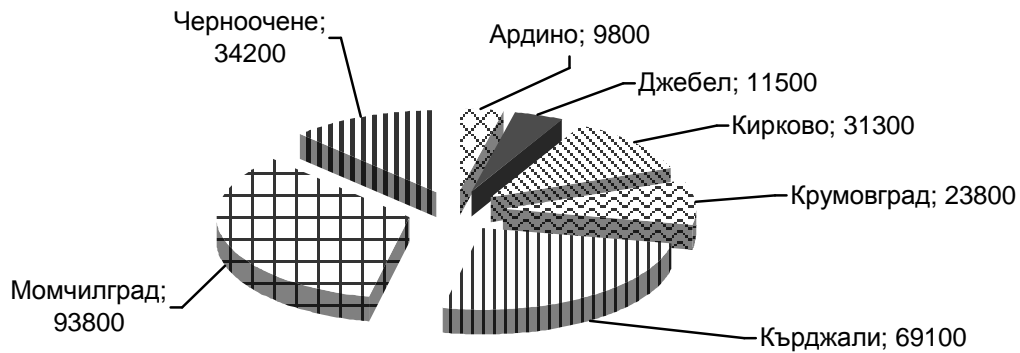 Черноочене;
34200
Ардино; 9800
Джебел; 11500
Кирково; 31300
Крумовград; 23800
Момчилград;
93800
Кърджали; 69100